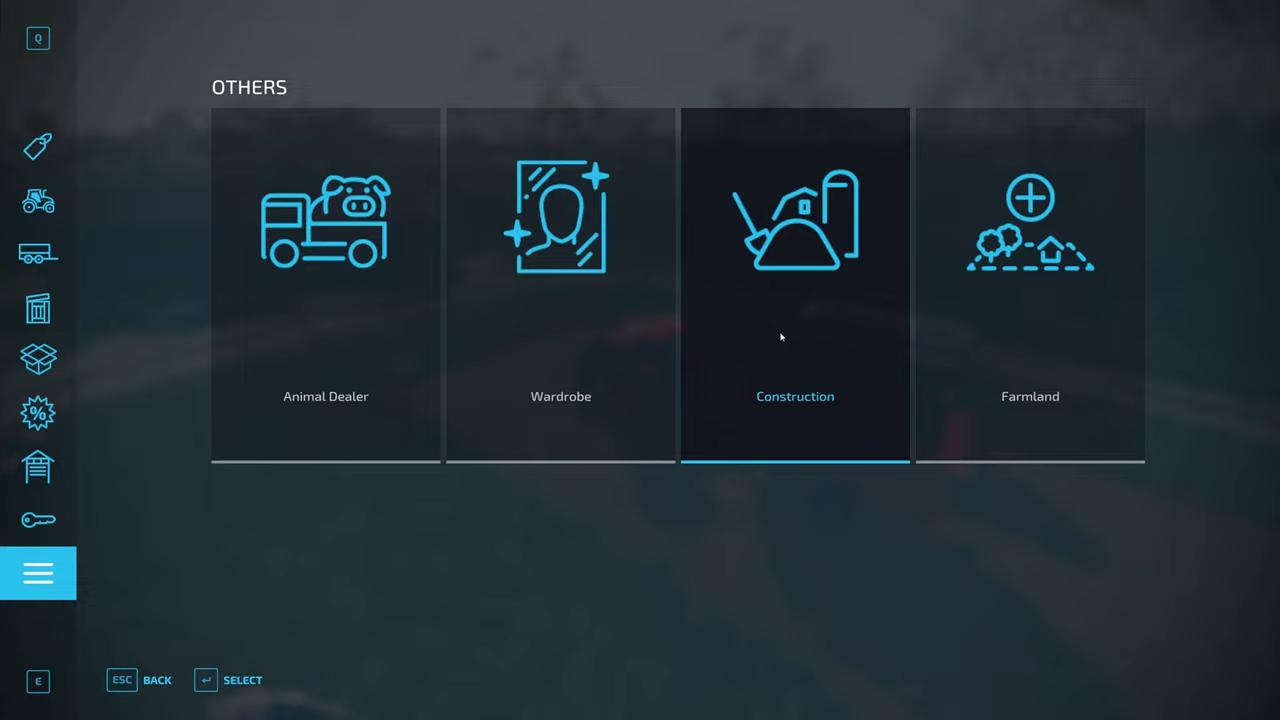 Q
OTHERS
Animal Dealer
Wardrobe
Construction
Farmland
%
E
ESC BACK
SELECT